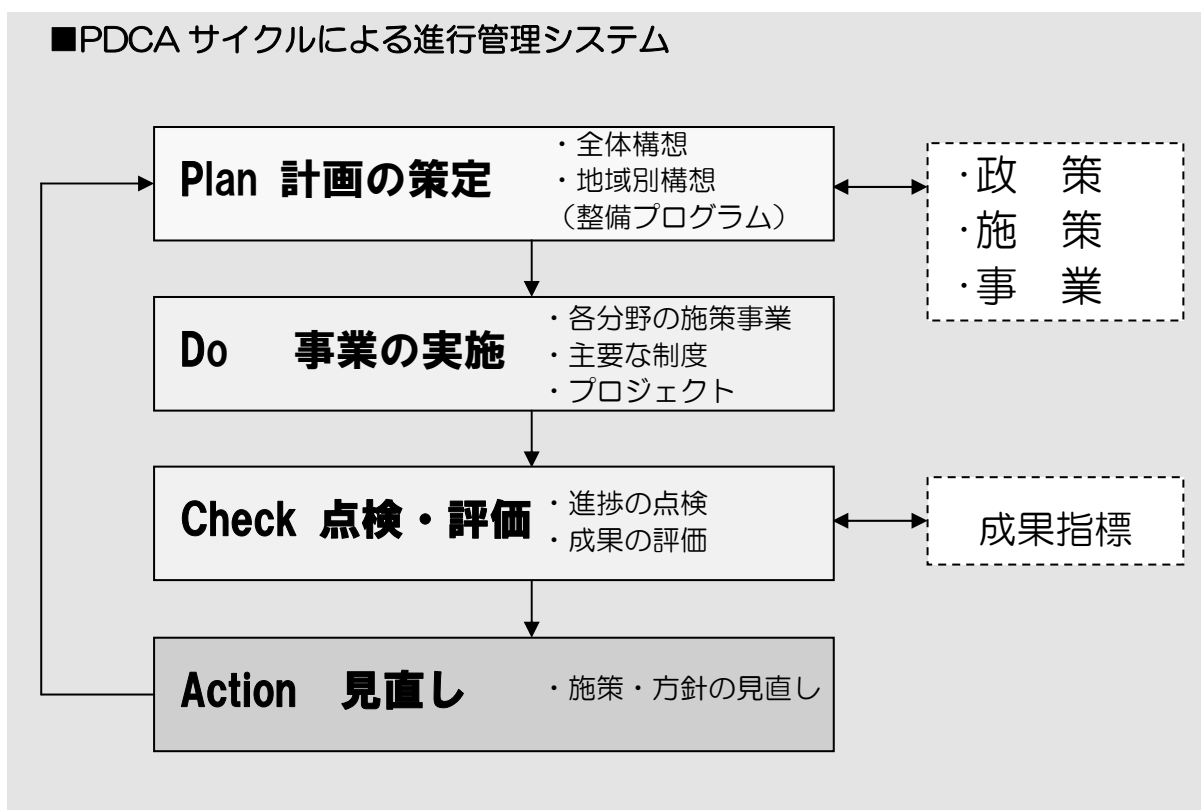 ■PDCAサイクルによる進行管理システム
Plan 計画の策定
・全体構想
・地域別構想
（整備プログラム）
・政　策
・施　策
・事　業
Do　事業の実施
・各分野の施策事業
・主要な制度
・プロジェクト
Check 点検・評価
・進捗の点検
・成果の評価
成果指標
Action　見直し
・施策・方針の見直し